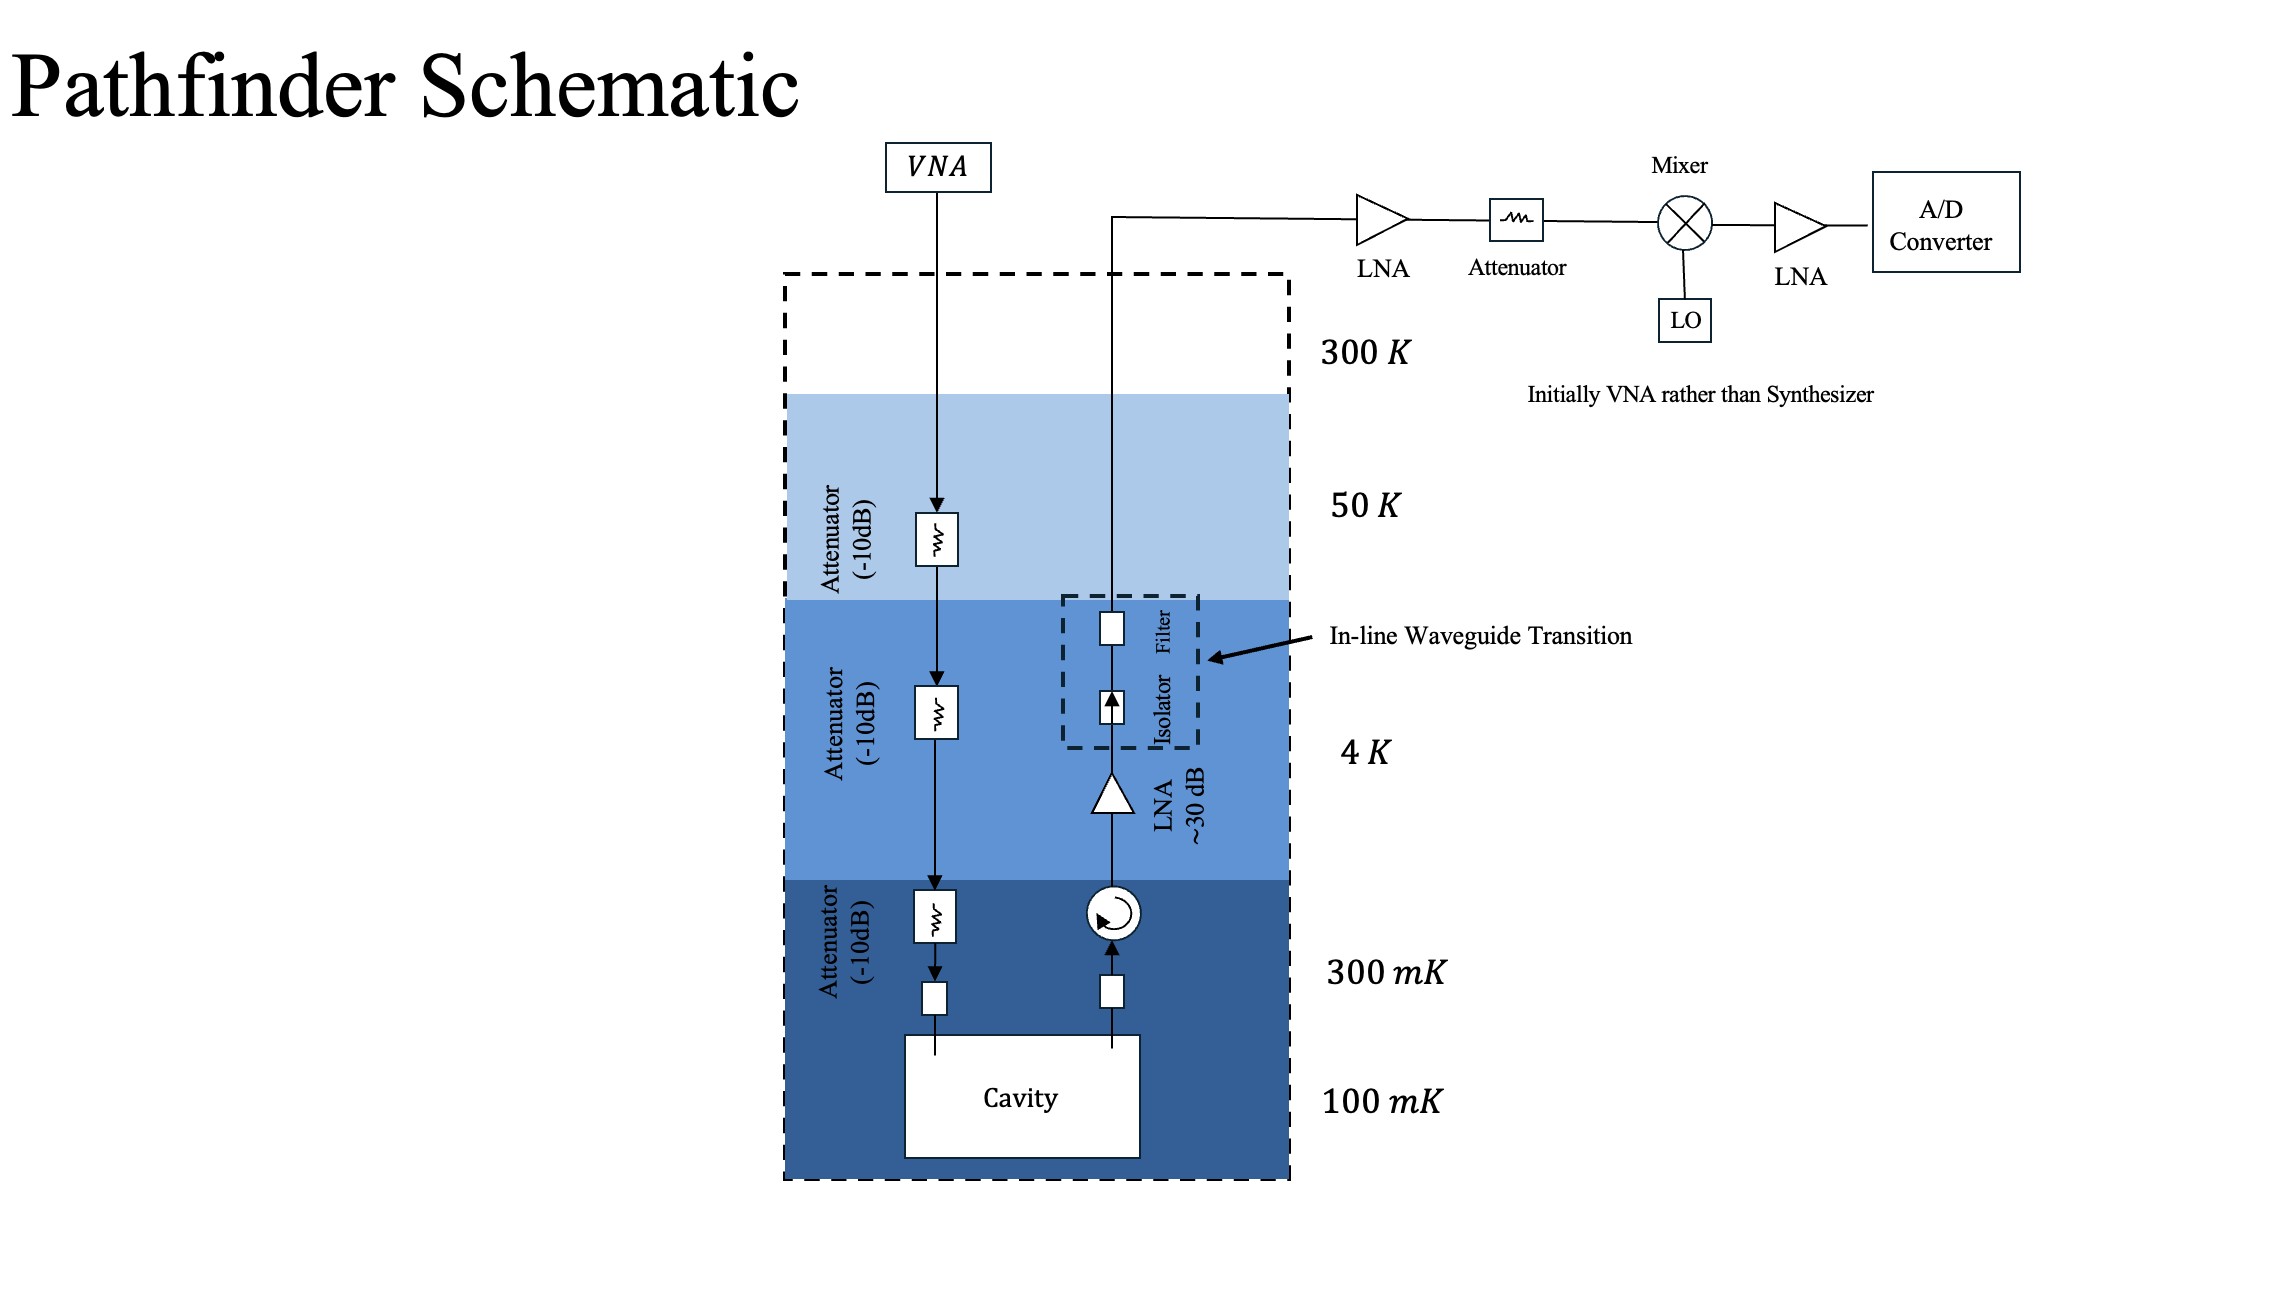 Pathfinder Schematic
VNA
Mixer
A/D
Converter
LNA
Attenuator
LNA
LO
300 K
Initially VNA rather than Synthesizer
Attenuator
(-10dB)
50 K
Filter
Isolator
In-line Waveguide Transition
Attenuator
(-10dB)
LNA
~30 dB
4 K
Attenuator
(-10dB)
300 mK
Cavity
100 mK